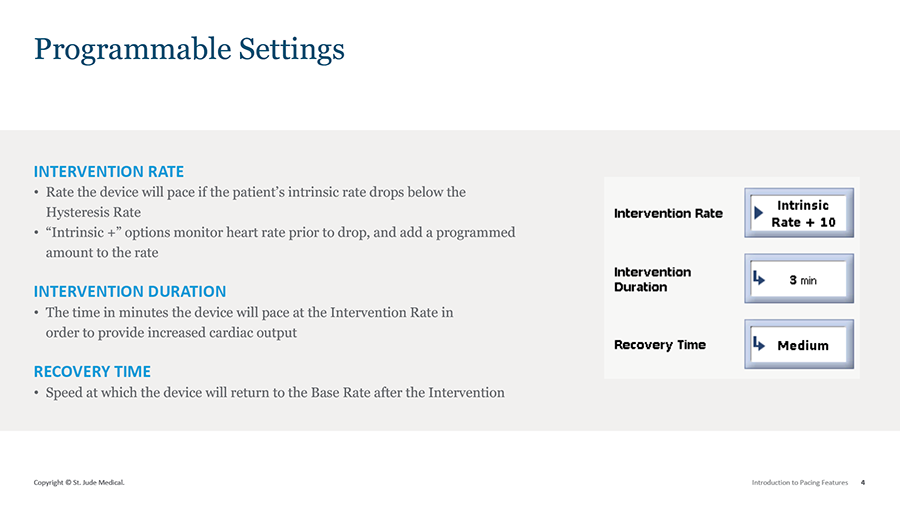 Programmable Settings
INTERVENTION RATE
• Rate the device will pace if the patient’s intrinsic rate drops below the
Hysteresis Rate
• “Intrinsic +” options monitor heart rate prior to drop, and add a programmed
amount to the rate
INTERVENTION DURATION
• The time in minutes the device will pace at the Intervention Rate in
order to provide increased cardiac output
RECOVERY TIME
• Speed at which the device will return to the Base Rate after the Intervention
Intervention Rate
Intrinsic
Rate + 10
Intervention
Duration
3 min
Recovery Time
Medium
Copyright © St. Jude Medical.
Introduction to Pacing Features 4